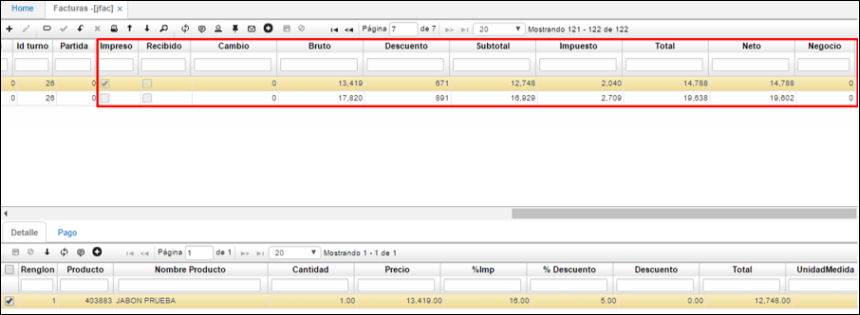 Home Facturas -[jfac] ×
Página 7 de 7 20 Mostrando 121 - 122 de 122
Id turno Partida Impreso Recibido Cambio Bruto Descuento Subtotal Impuesto Total Neto Negocio
0 26 0 0 13,419 671 12,748 2,040 14,788 14,788 0
0 26 0 0 17,820 891 16,929 2,709 19,638 19,602 0
Detalle Pago
Página 1 de 1 20 Mostrando 1 - 1 de 1
Renglon Producto Nombre Producto Cantidad Precio %Imp % Descuento Descuento Total UnidadMedida
1 403883 JABON PRUEBA 1.00 13,419.00 16.00 5.00 0.00 12,748.00